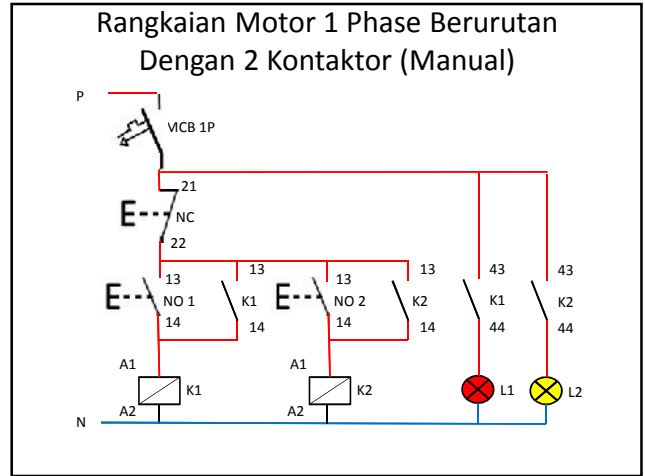 Rangkaian Motor 1 Phase Berurutan
Dengan 2 Kontaktor (Manual)
P
MCB 1P
21
NC
22
13 13 13 13 43 43
NO 1 K1 NO 2 K2 K1 K2
14 14 14 14 44 44
A1 A1
K1 K2 L1 L2
A2 A2
N